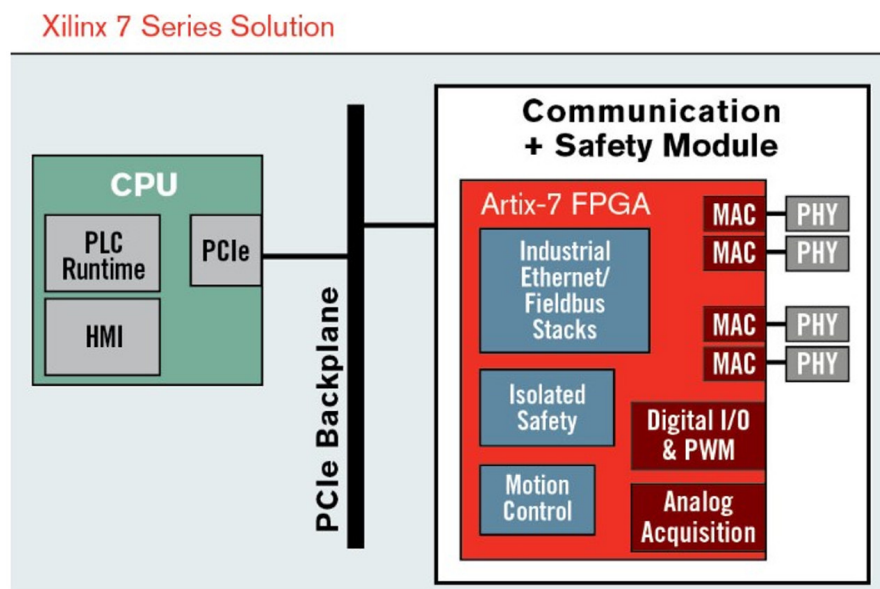 Xilinx 7 Series Solution
CPU
PLC
Runtime
PCIe
HMI
PCIe Backplane
Communication
+ Safety Module
Artix-7 FPGA
Industrial
Ethernet/
Fieldbus
Stacks
Isolated
Safety
Motion
Control
MAC
PHY
MAC
PHY
MAC
PHY
MAC
PHY
Digital I/O
& PWM
Analog
Acquisition